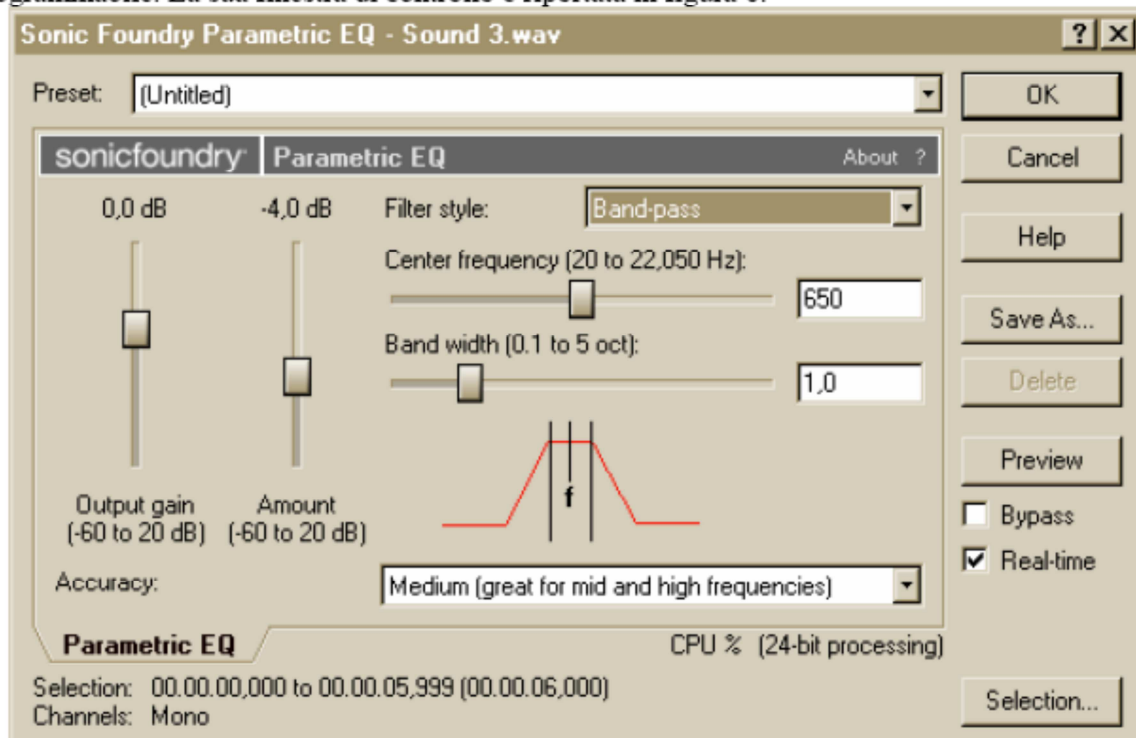 Sonic Foundry Parametric EQ - Sound 3.wav
Preset: (Untitled)
OK
sonicfoundry Parametric EQ About ?
Cancel
0,0 dB -4,0 dB Filter style: Band-pass
Help
Center frequency (20 to 22,050 Hz):
650
Save As...
Band width (0.1 to 5 oct):
1,0
Delete
f
Preview
Output gain Amount
(-60 to 20 dB) (-60 to 20 dB)
Bypass
Real-time
Accuracy: Medium (great for mid and high frequencies)
Parametric EQ CPU % (24-bit processing)
Selection: 00.00.00,000 to 00.00.05,999 (00.00.06,000)
Channels: Mono
Selection...